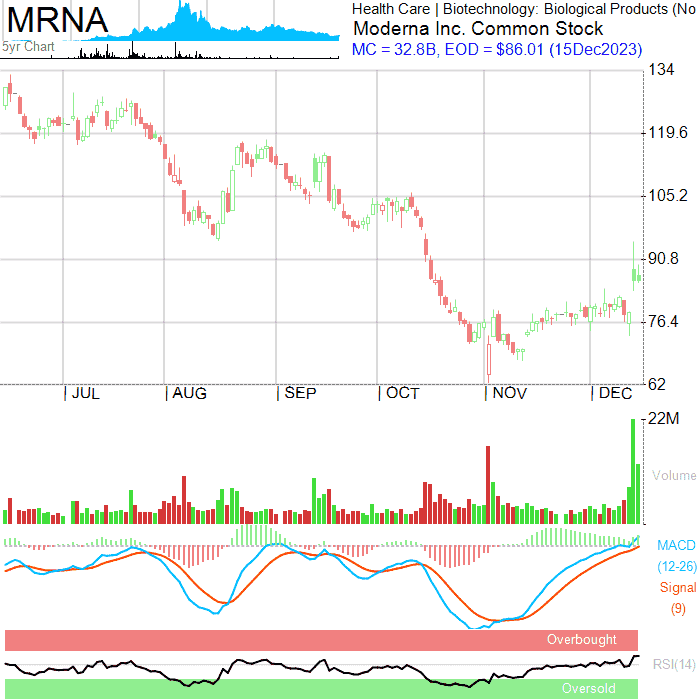 MRNA
5yr Chart
Health Care | Biotechnology: Biological Products (No
Moderna Inc. Common Stock
MC = 32.8B, EOD = $86.01 (15Dec2023)
134
119.6
105.2
90.8
76.4
62
| JUL | AUG | SEP | OCT | NOV | DEC
22M
Volume
MACD
(12-26)
Signal
(9)
Overbought
RSI(14)
Oversold